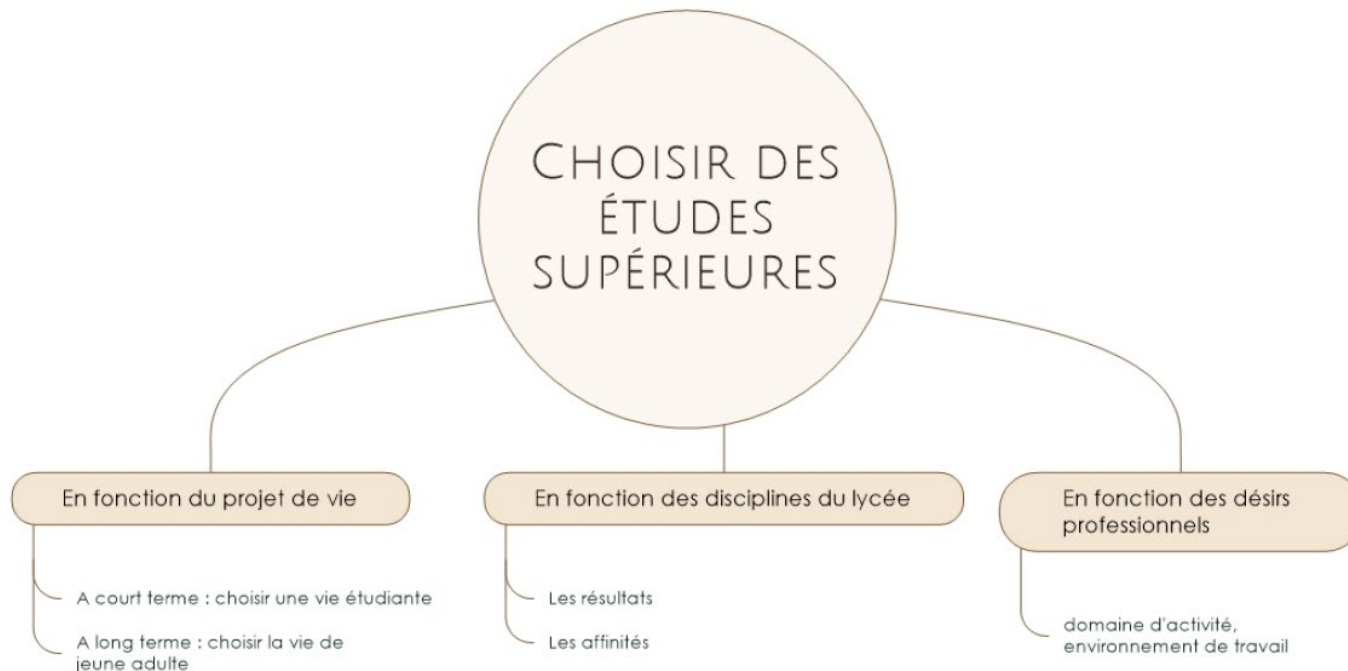 CHOISIR DES
ÉTUDES
SUPÉRIEURES
En fonction du projet de vie
A court terme : choisir une vie étudiante
A long terme : choisir la vie de
jeune adulte
En fonction des disciplines du lycée
Les résultats
Les affinités
En fonction des désirs
professionnels
domaine d'activité,
environnement de travail